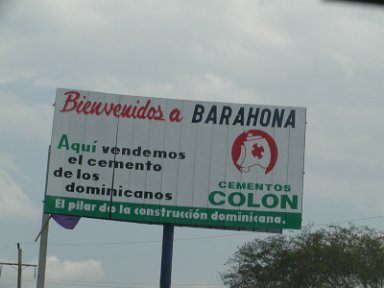 Bienvenidos a BARAHONA
Aquí vendemos
el cemento
de los
dominicanos
CEMENTOS
COLON
El pilar de la construcción dominicana.